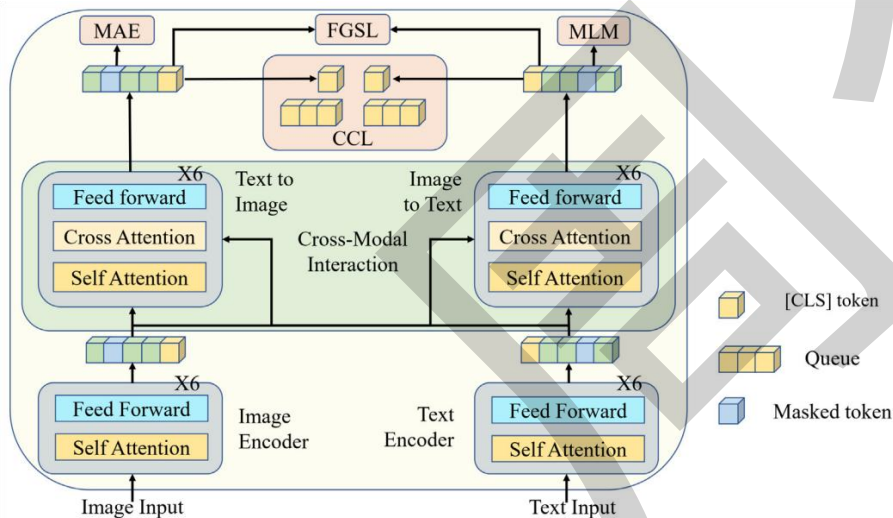 MAE
FGSL
MLM
CCL
X6
Feed forward
Cross Attention
Self Attention
Text to
Image
Image
to Text
Cross-Modal
Interaction
X6
Feed forward
Cross Attention
Self Attention
X6
Feed Forward
Self Attention
Image
Encoder
Text
Encoder
X6
Feed Forward
Self Attention
Image Input
Text Input
[CLS] token
Queue
Masked token